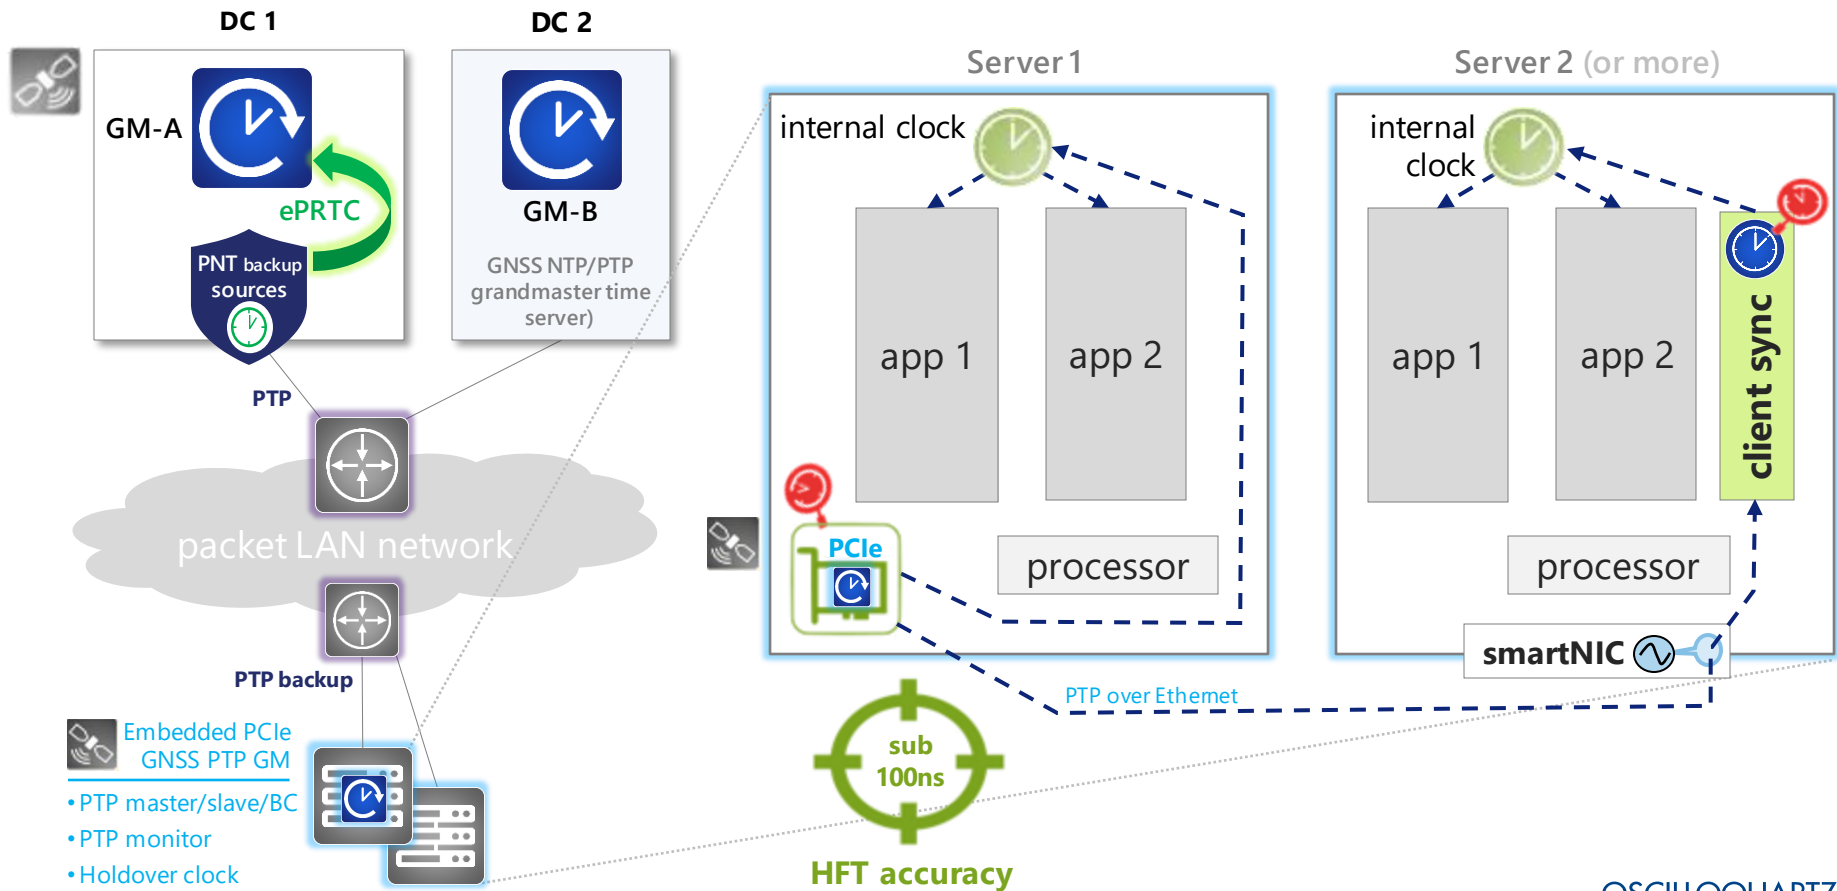 DC 1
DC 2
GM-A
ePRTC
PNT backup
sources
GM-B
GNSS NTP/PTP
grandmaster time
server)
PTP
packet LAN network
PTP backup
Embedded PCIe
GNSS PTP GM
• PTP master/slave/BC
• PTP monitor
• Holdover clock
Server 1
internal clock
app 1
app 2
PCIe
processor
Server 2 (or more)
internal
clock
app 1
app 2
client sync
processor
smartNIC
PTP over Ethernet
sub
100ns
HFT accuracy
OSCILLOQUARTZ